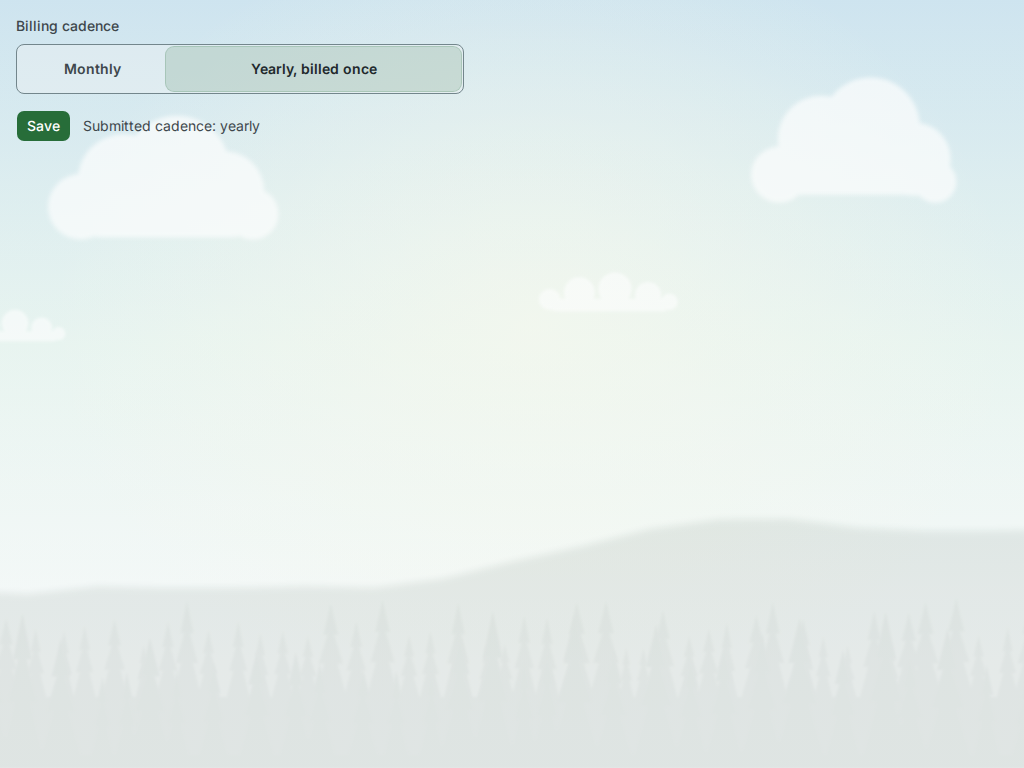 Billing cadence
Monthly
Yearly, billed once
Save
Submitted cadence: yearly